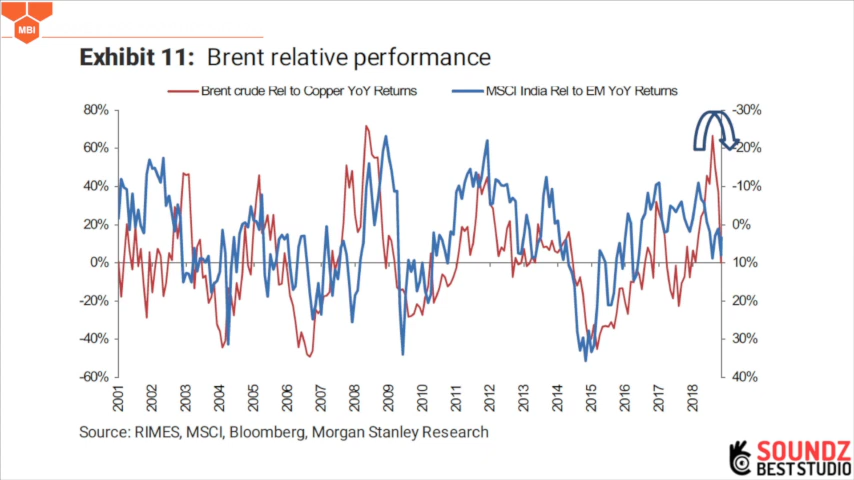 MBI
Exhibit 11: Brent relative performance
Brent crude Rel to Copper YoY Returns MSCI India Rel to EM YoY Returns
80% -30%
60% -20%
40% -10%
20% 0%
0% 10%
-20% 20%
-40% 30%
-60% 40%
2001 2002 2003 2004 2005 2006 2007 2008 2009 2010 2011 2012 2013 2014 2015 2016 2017 2018
Source: RIMES, MSCI, Bloomberg, Morgan Stanley Research
SOUNDZ
BEST STUDIO